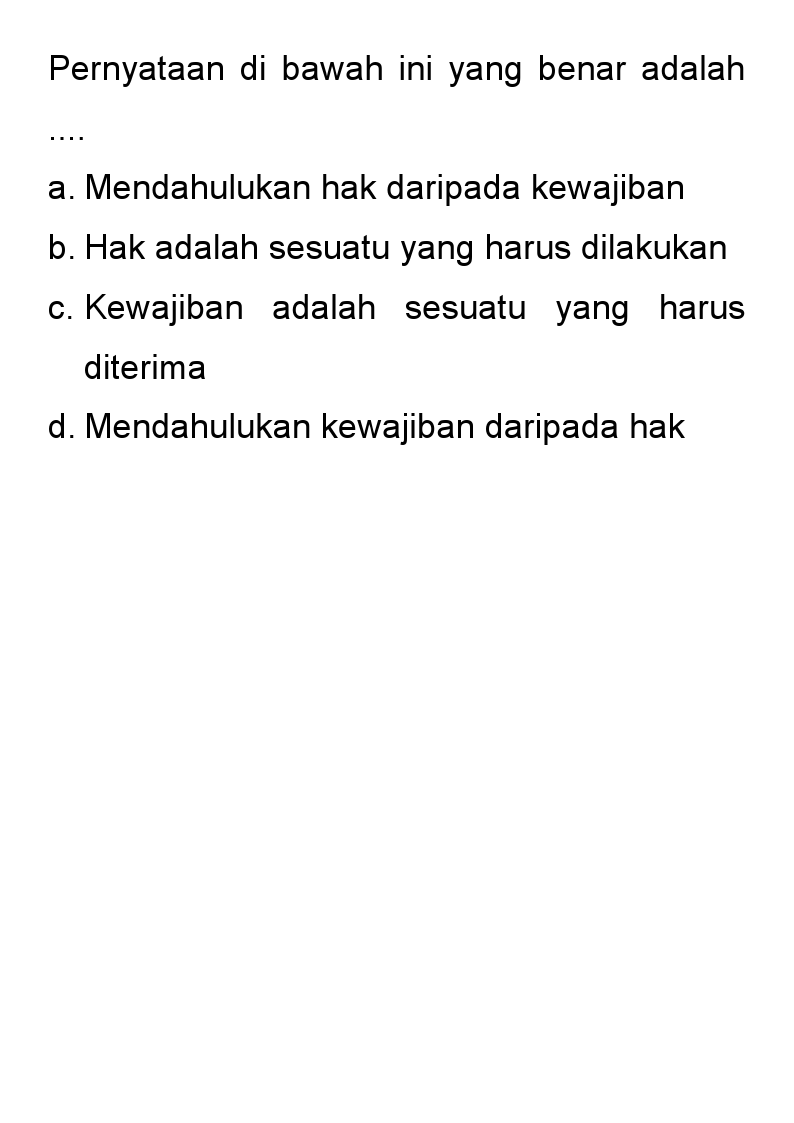 Pernyataan di bawah ini yang benar adalah
....
a. Mendahulukan hak daripada kewajiban
b. Hak adalah sesuatu yang harus dilakukan
c. Kewajiban adalah sesuatu yang harus
diterima
d. Mendahulukan kewajiban daripada hak